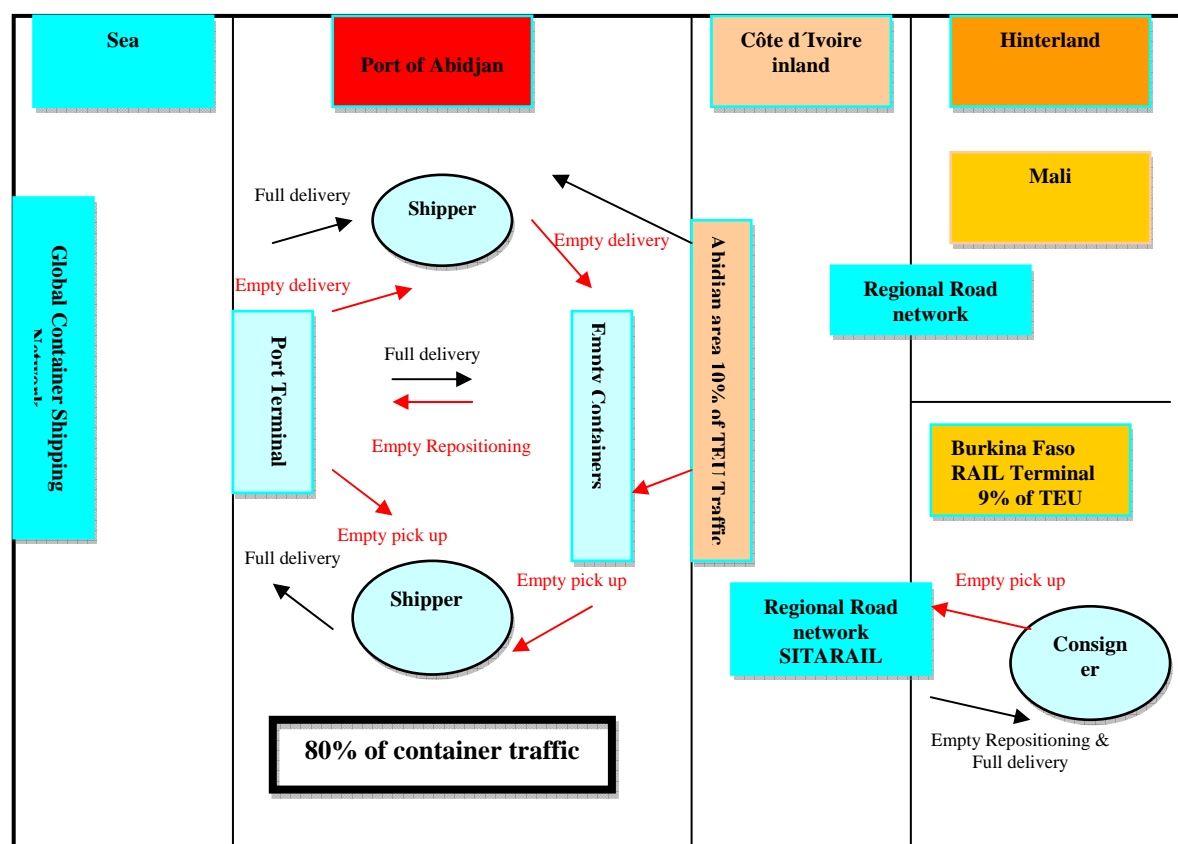 Sea
Port of Abidjan
Côte d´Ivoire
inland
Hinterland
Mali
Full delivery
Shipper
Empty delivery
Empty delivery
Global Container Shipping
Network
Port Terminal
Full delivery
Empty Repositioning
Empty Containers
Abidjan area 10% of TEU Traffic
Regional Road
network
Burkina Faso
RAIL Terminal
9% of TEU
Empty pick up
Full delivery
Shipper
Empty pick up
Regional Road
network
SITARAIL
Empty pick up
Consign
er
Empty Repositioning &
Full delivery
80% of container traffic